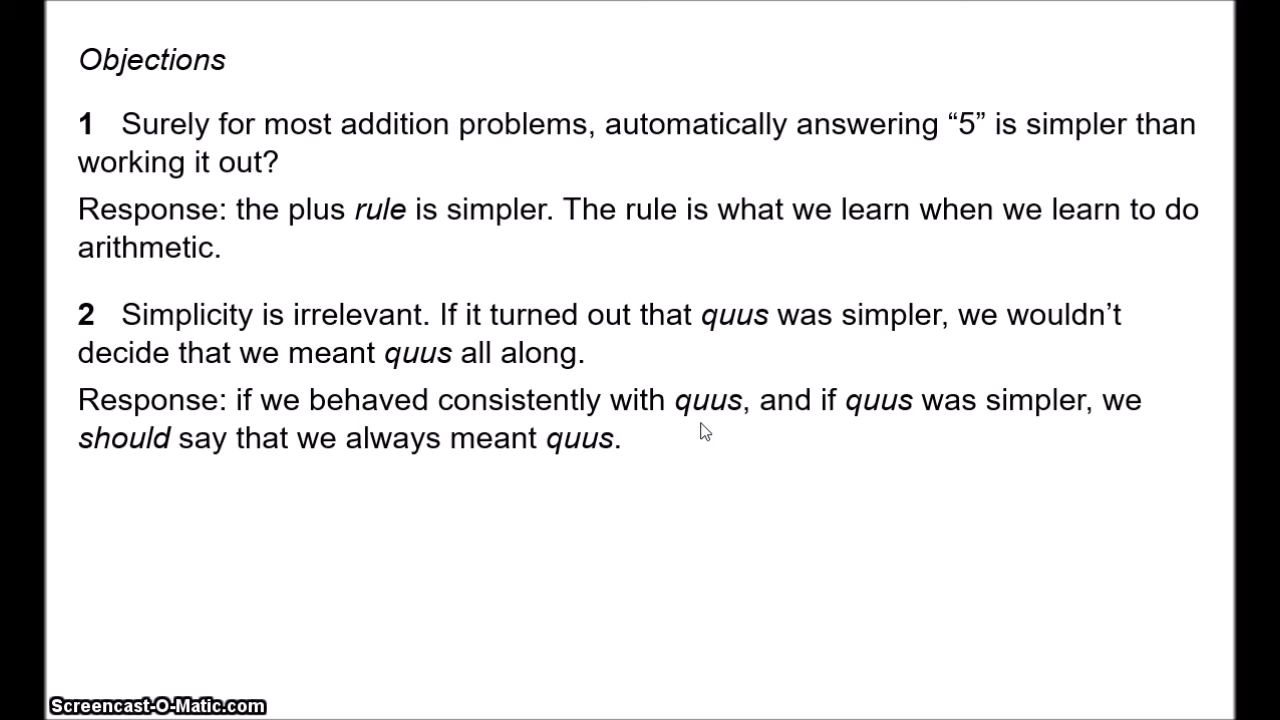 Objections
1 Surely for most addition problems, automatically answering “5” is simpler than
working it out?
Response: the plus rule is simpler. The rule is what we learn when we learn to do
arithmetic.
2 Simplicity is irrelevant. If it turned out that quus was simpler, we wouldn’t
decide that we meant quus all along.
Response: if we behaved consistently with quus, and if quus was simpler, we
should say that we always meant quus.
Screencast-O-Matic.com